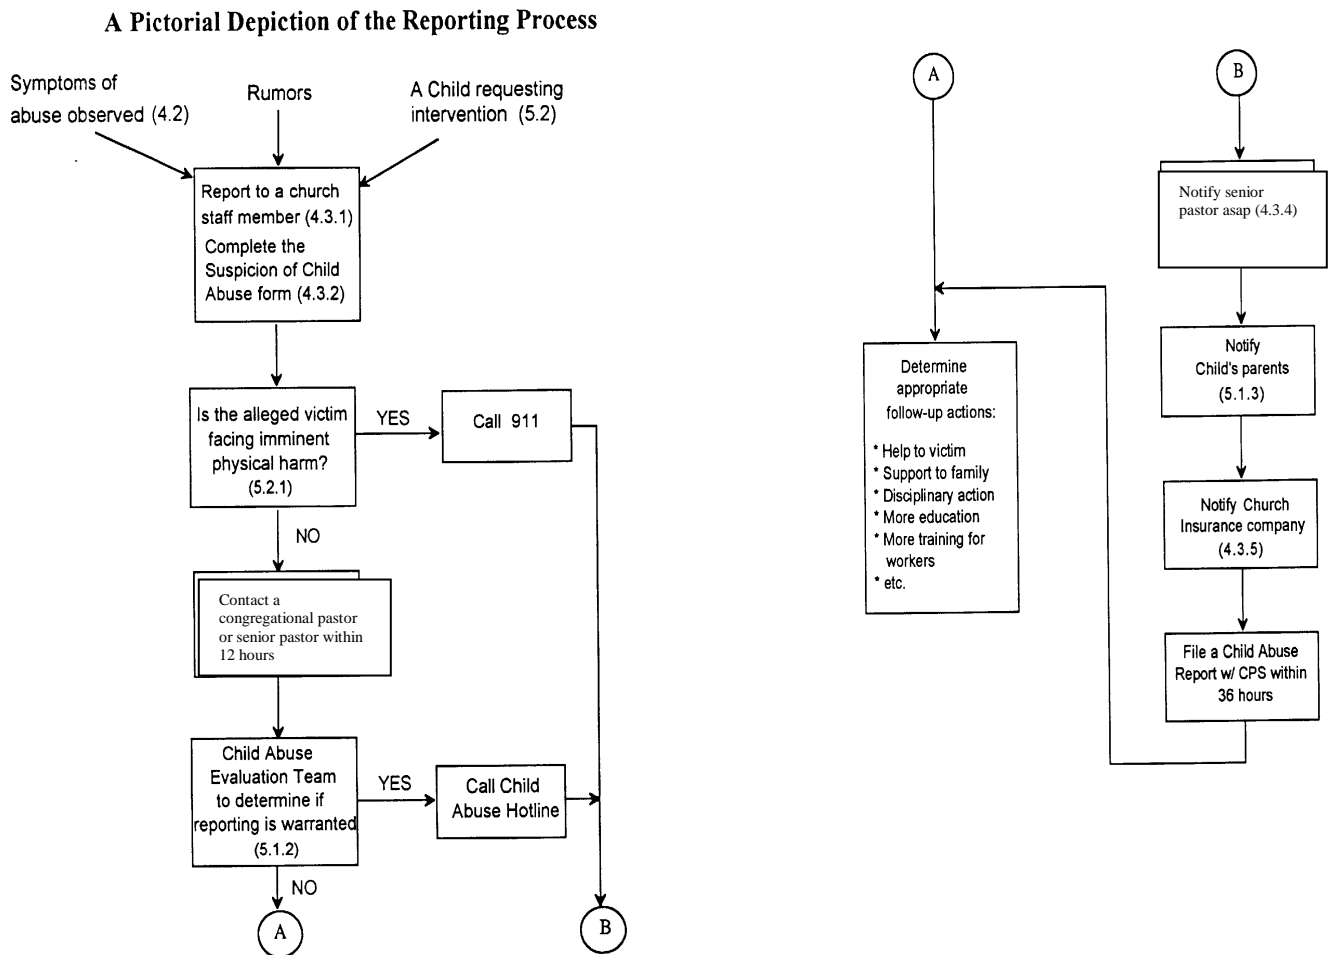 A Pictorial Depiction of the Reporting Process
Symptoms of
abuse observed (4.2)
Rumors
A Child requesting
intervention (5.2)
Report to a church
staff member (4.3.1)
Complete the
Suspicion of Child
Abuse form (4.3.2)
Is the alleged victim
facing imminent
physical harm?
(5.2.1)
YES
Call 911
NO
Contact a
congregational pastor
or senior pastor within
12 hours
Child Abuse
Evaluation Team
to determine if
reporting is warranted
(5.1.2)
YES
Call Child
Abuse Hotline
NO
A
B
A
Determine
appropriate
follow-up actions:
* Help to victim
* Support to family
* Disciplinary action
* More education
* More training for
workers
* etc.
B
Notify senior
pastor asap (4.3.4)
Notify
Child's parents
(5.1.3)
Notify Church
Insurance company
(4.3.5)
File a Child Abuse
Report w/ CPS within
36 hours